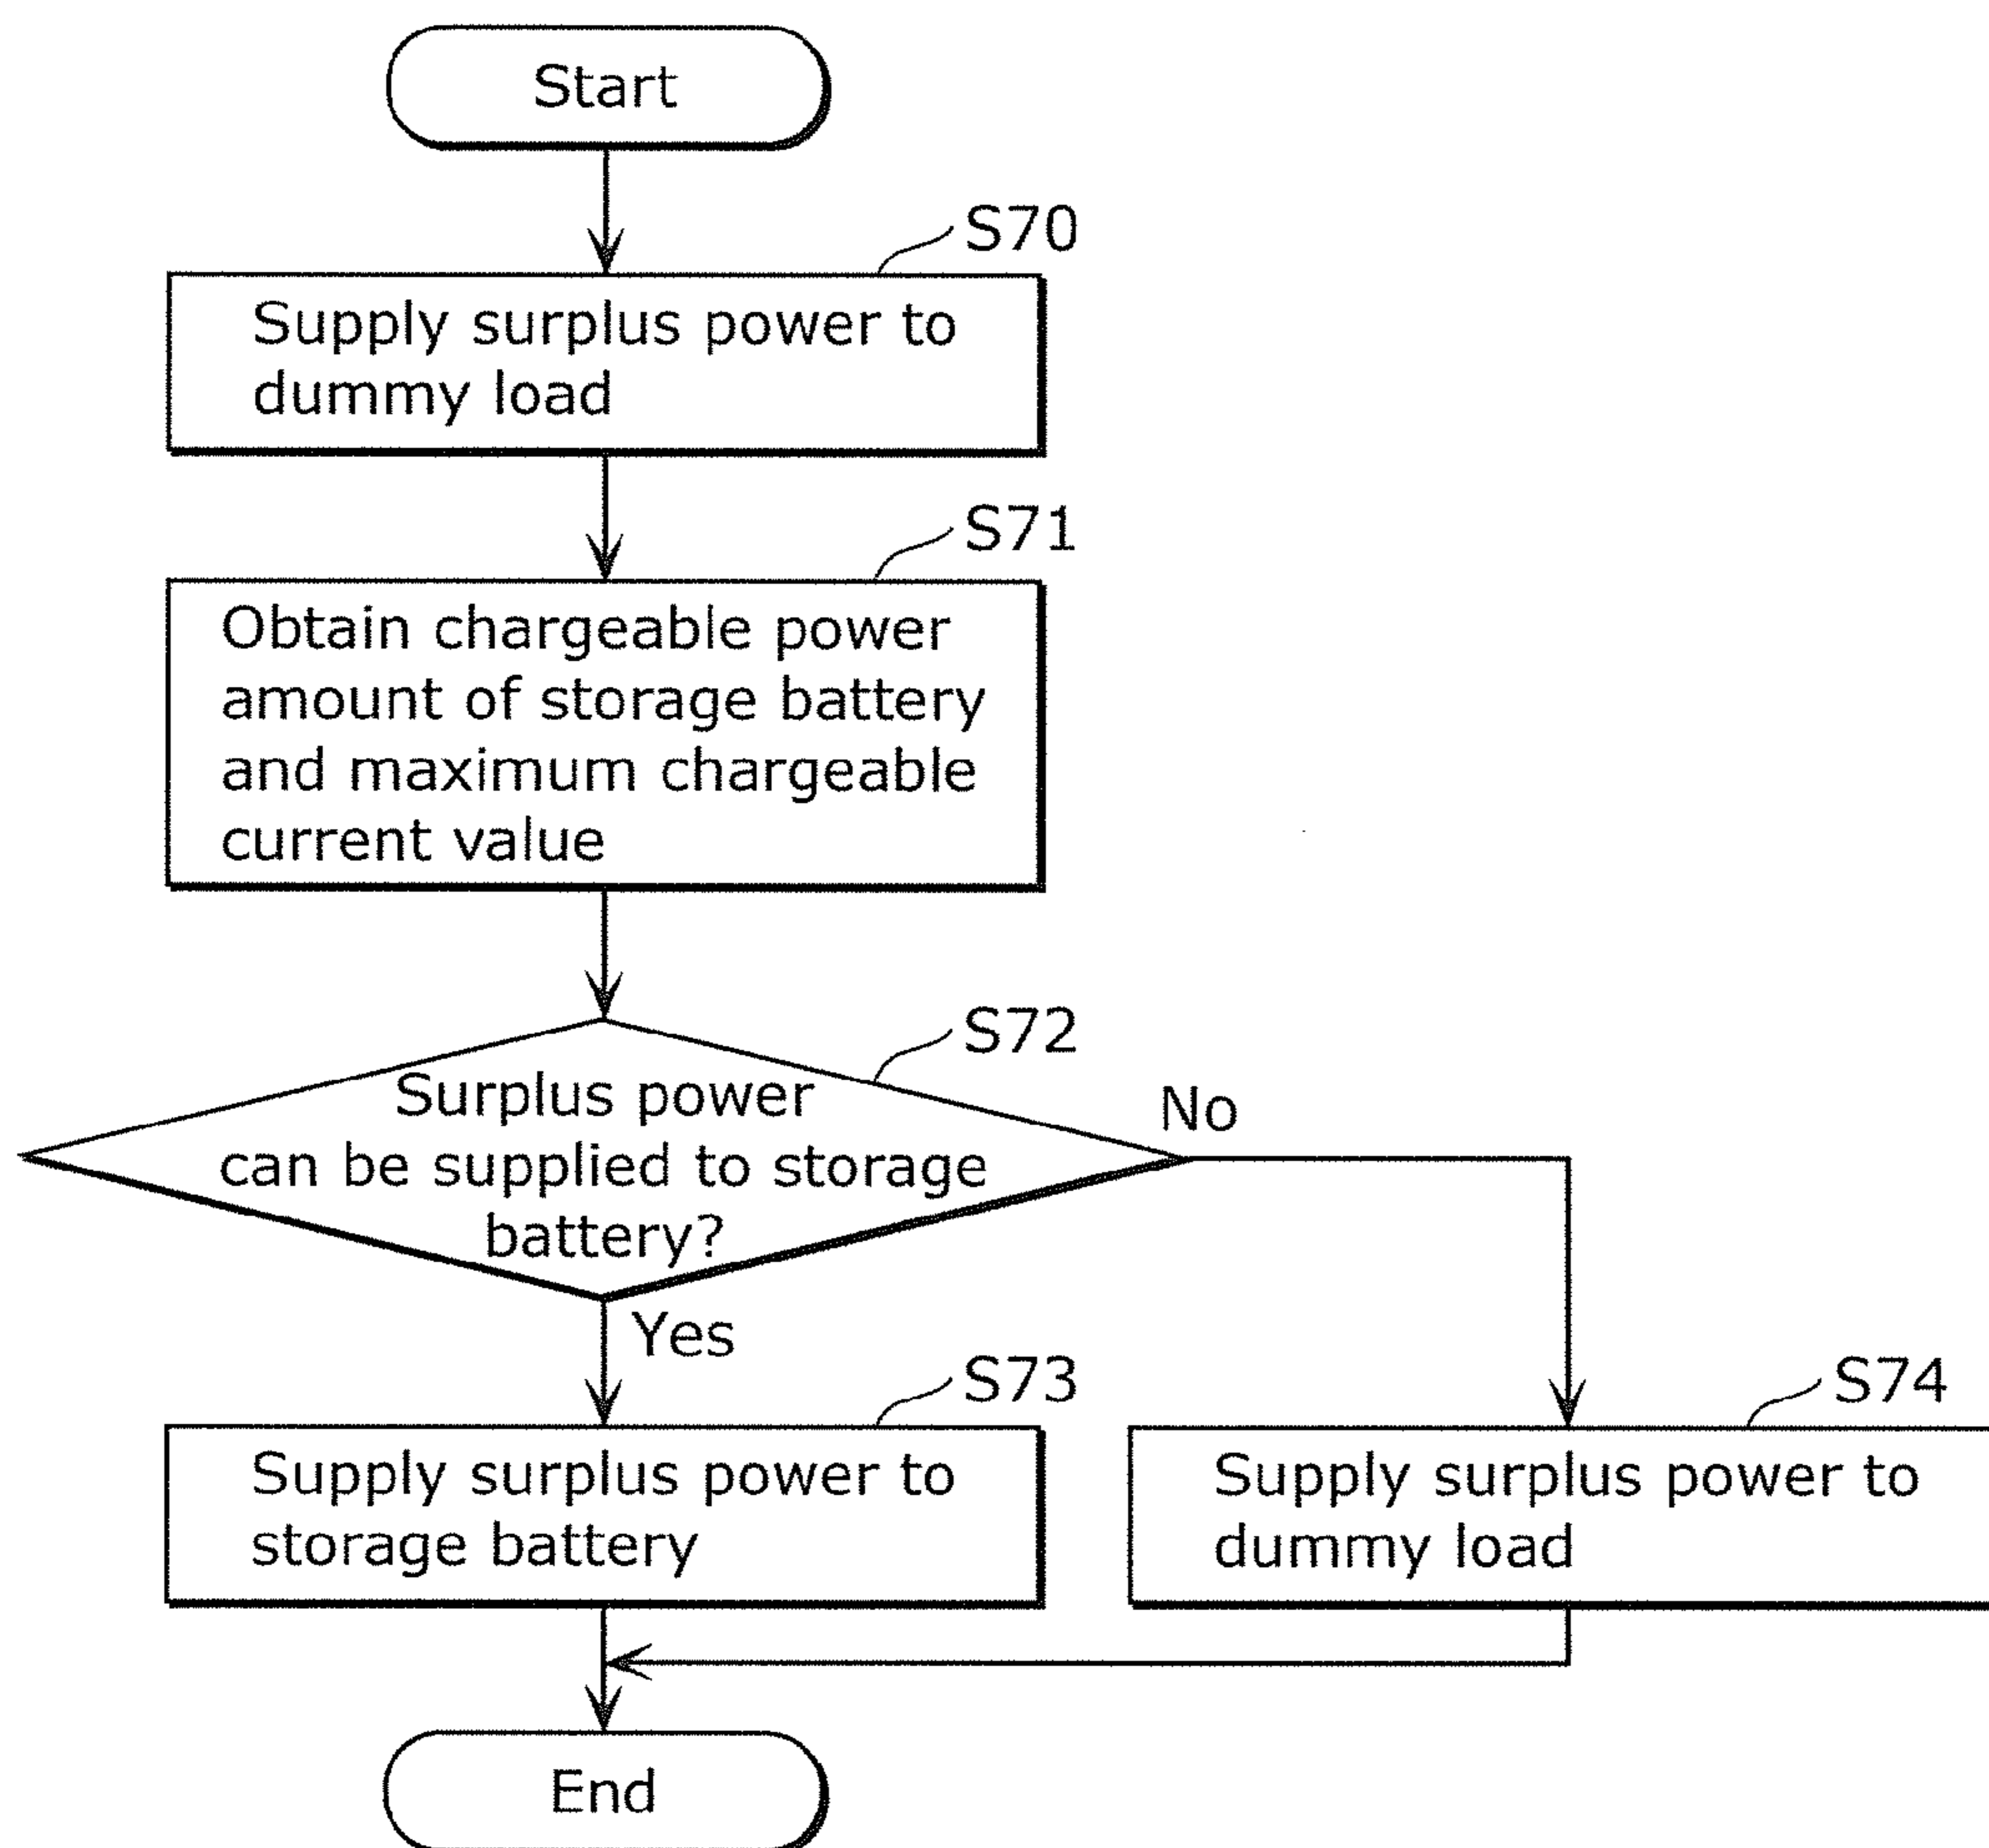 Start
S70
Supply surplus power to
dummy load
S71
Obtain chargeable power
amount of storage battery
and maximum chargeable
current value
S72
Surplus power
can be supplied to storage
battery?
No
Yes
S73
Supply surplus power to
storage battery
S74
Supply surplus power to
dummy load
End